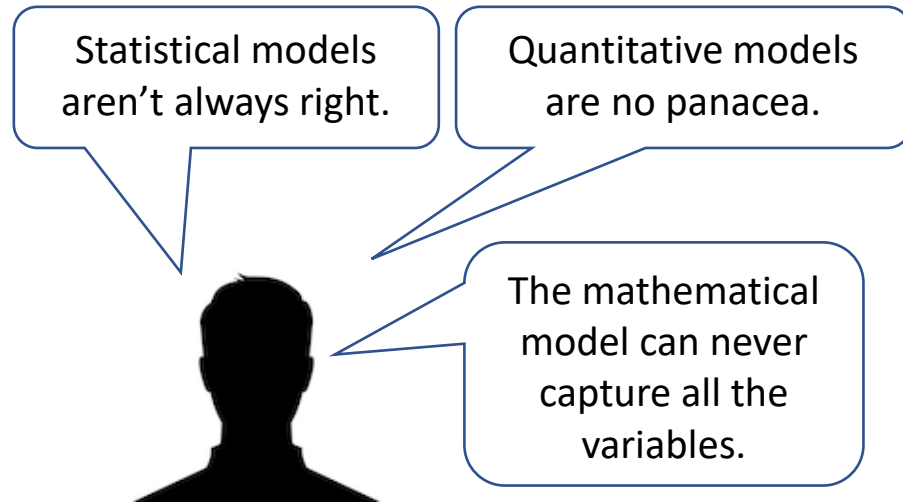 Statistical models
aren’t always right.
Quantitative models
are no panacea.
The mathematical
model can never
capture all the
variables.